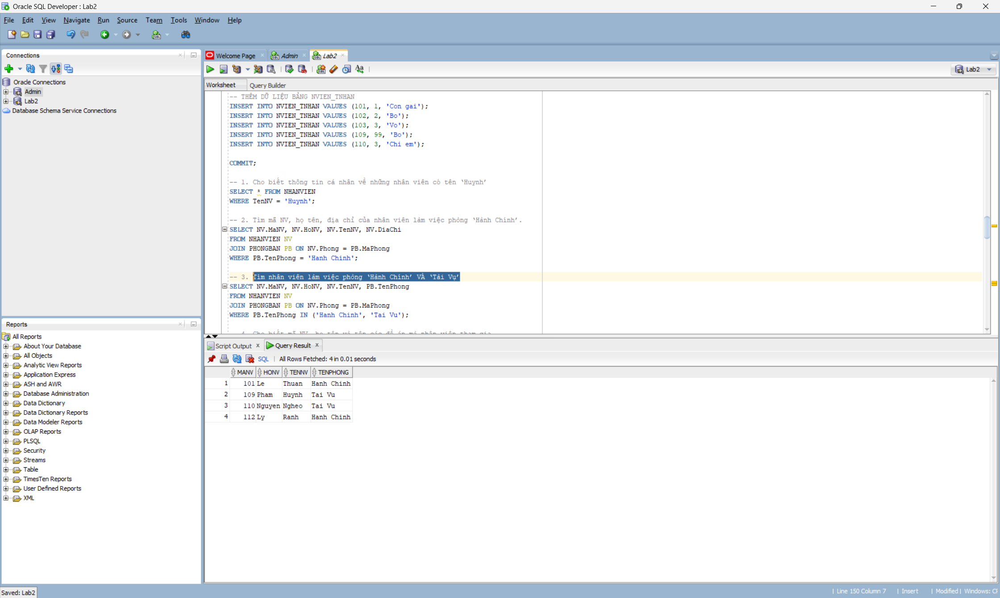 Oracle SQL Developer : Lab2
File Edit View Navigate Run Source Team Tools Window Help
Connections
Oracle Connections
Admin
Lab2
Database Schema Service Connections
Reports
All Reports
About Your Database
All Objects
Analytic View Reports
Application Express
ASH and AWR
Database Administration
Data Dictionary
Data Dictionary Reports
Data Modeler Reports
OLAP Reports
PLSQL
Security
Streams
Table
TimesTen Reports
User Defined Reports
XML
Welcome Page Admin Lab2
Lab2
Worksheet Query Builder
-- THÊM DỮ LIỆU BẢNG NVIEN_TNHAN
INSERT INTO NVIEN_TNHAN VALUES (101, 1, 'Con gai');
INSERT INTO NVIEN_TNHAN VALUES (102, 2, 'Bo');
INSERT INTO NVIEN_TNHAN VALUES (103, 3, 'Vo');
INSERT INTO NVIEN_TNHAN VALUES (109, 99, 'Bo');
INSERT INTO NVIEN_TNHAN VALUES (110, 3, 'Chi em');
COMMIT;
-- 1. Cho biết thông tin cá nhân về những nhân viên có tên ‘Huynh’
SELECT * FROM NHANVIEN
WHERE TenNV = 'Huynh';
-- 2. Tìm mã NV, họ tên, địa chỉ của nhân viên làm việc phòng ‘Hành Chính’.
SELECT NV.MaNV, NV.HoNV, NV.TenNV, NV.DiaChi
FROM NHANVIEN NV
JOIN PHONGBAN PB ON NV.Phong = PB.MaPhong
WHERE PB.TenPhong = 'Hanh Chinh';
-- 3. Tìm nhân viên làm việc phòng ‘Hành Chính’ VÀ ‘Tài Vụ’
SELECT NV.MaNV, NV.HoNV, NV.TenNV, PB.TenPhong
FROM NHANVIEN NV
JOIN PHONGBAN PB ON NV.Phong = PB.MaPhong
WHERE PB.TenPhong IN ('Hanh Chinh', 'Tai Vu');
4. Cho biết mã NV, họ tên và tên các đồ án mà nhân viên tham gia
Script Output Query Result
SQL All Rows Fetched: 4 in 0.01 seconds
MANV HONV TENNV TENPHONG
1 101 Le Thuan Hanh Chinh
2 109 Pham Huynh Tai Vu
3 110 Nguyen Ngheo Tai Vu
4 112 Ly Ranh Hanh Chinh
Saved: Lab2
Line 150 Column 7 Insert Modified Windows: